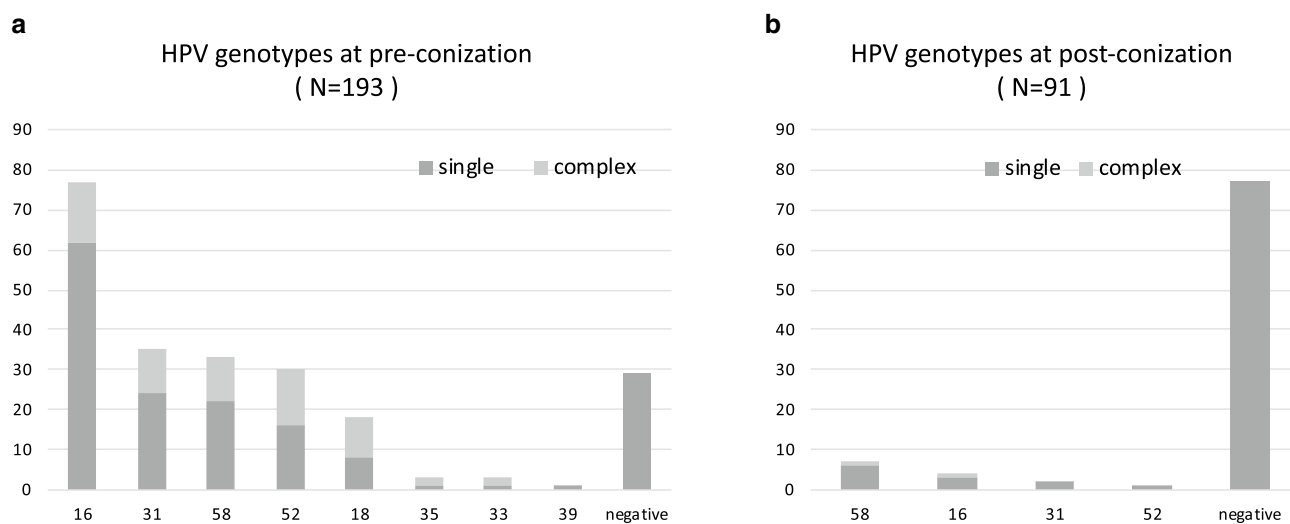 a
HPV genotypes at pre-conization
( N=193 )
90
80
70
60
50
40
30
20
10
0
single complex
16 31 58 52 18 35 33 39 negative
b
HPV genotypes at post-conization
( N=91 )
90
80
70
60
50
40
30
20
10
0
single complex
58 16 31 52 negative